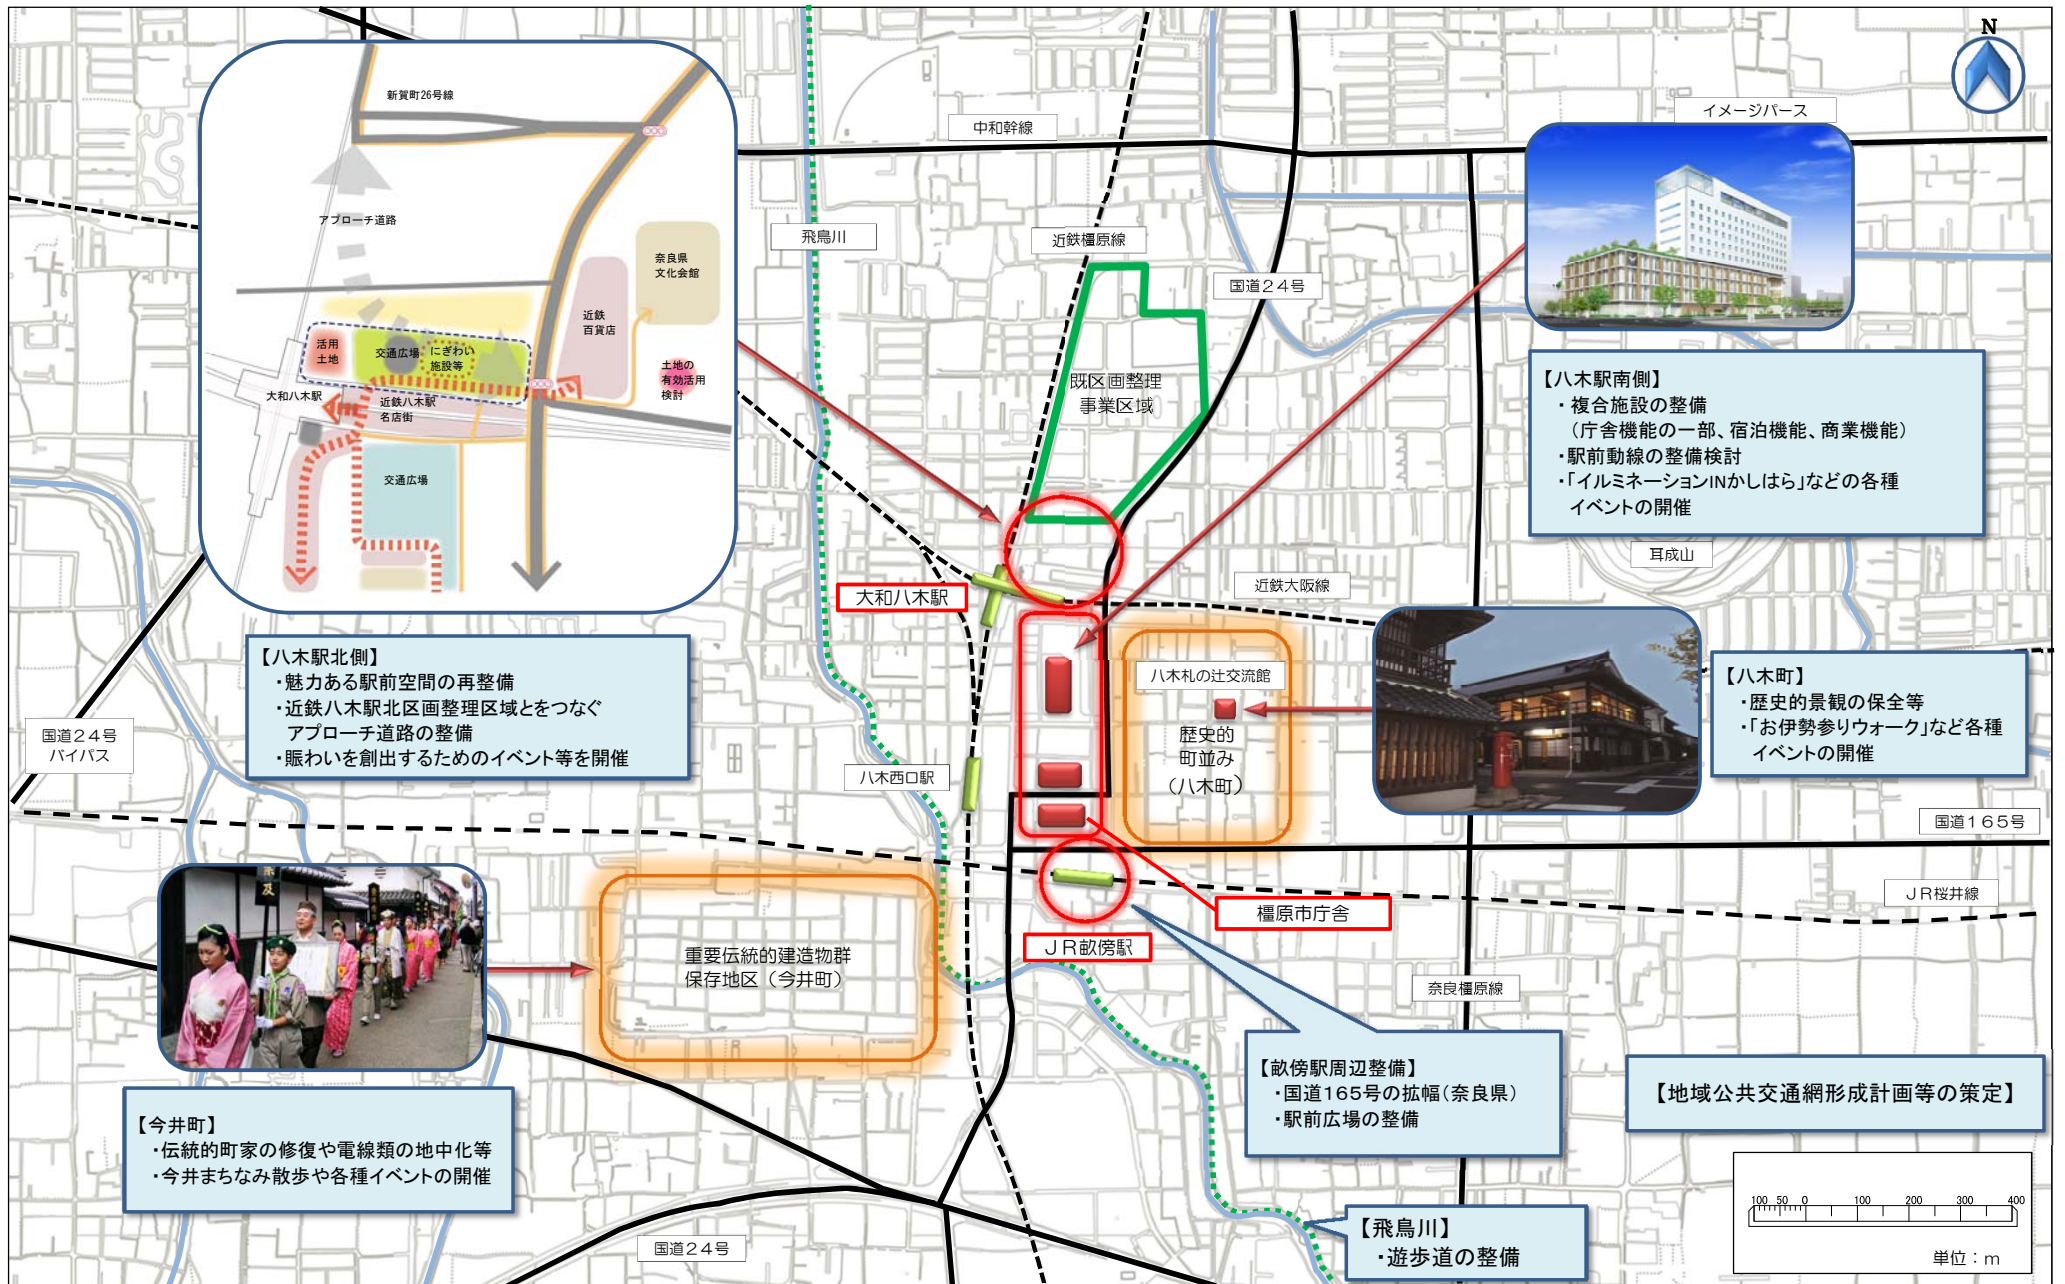 N
新賀町26号線
アプローチ道路
奈良県
文化会館
近鉄
百貨店
活用
土地
交通広場
にぎわい
施設等
土地の
有効活用
検討
大和八木駅
近鉄八木駅
名店街
交通広場
中和幹線
イメージパース
飛鳥川
近鉄橿原線
国道24号
既区画整理
事業区域
【八木駅南側】
・複合施設の整備
（庁舎機能の一部、宿泊機能、商業機能）
・駅前動線の整備検討
・「イルミネーションINかしはら」などの各種
イベントの開催
耳成山
近鉄大阪線
大和八木駅
【八木駅北側】
・魅力ある駅前空間の再整備
・近鉄八木駅北区画整理区域とをつなぐ
アプローチ道路の整備
・賑わいを創出するためのイベント等を開催
八木札の辻交流館
歴史的
町並み
（八木町）
【八木町】
・歴史的景観の保全等
・「お伊勢参りウォーク」など各種
イベントの開催
国道24号
バイパス
八木西口駅
国道165号
JR桜井線
橿原市庁舎
JR畝傍駅
重要伝統的建造物群
保存地区（今井町）
奈良橿原線
【畝傍駅周辺整備】
・国道165号の拡幅（奈良県）
・駅前広場の整備
【地域公共交通網形成計画等の策定】
【今井町】
・伝統的町家の修復や電線類の地中化等
・今井まちなみ散歩や各種イベントの開催
国道24号
【飛鳥川】
・遊歩道の整備
100 50 0 100 200 300 400
単位：m